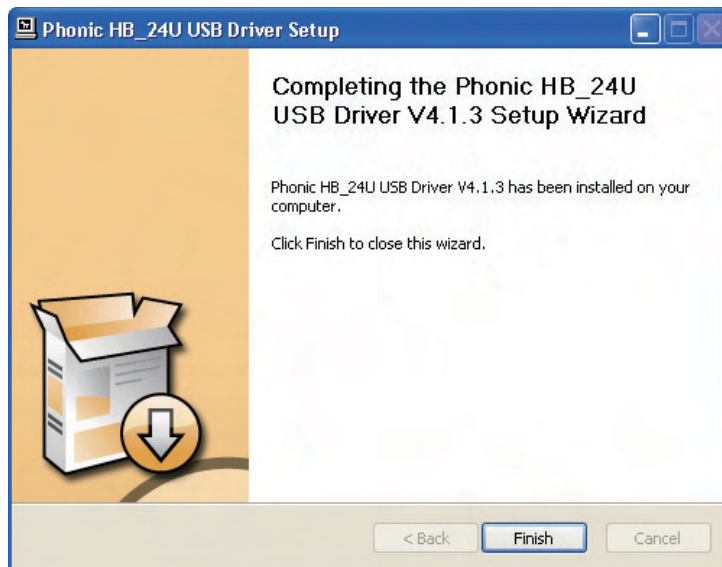 Phonic HB_24U USB Driver Setup
Completing the Phonic HB_24U
USB Driver V4.1.3 Setup Wizard
Phonic HB_24U USB Driver V4.1.3 has been installed on your
computer.
Click Finish to close this wizard.
< Back
Finish
Cancel